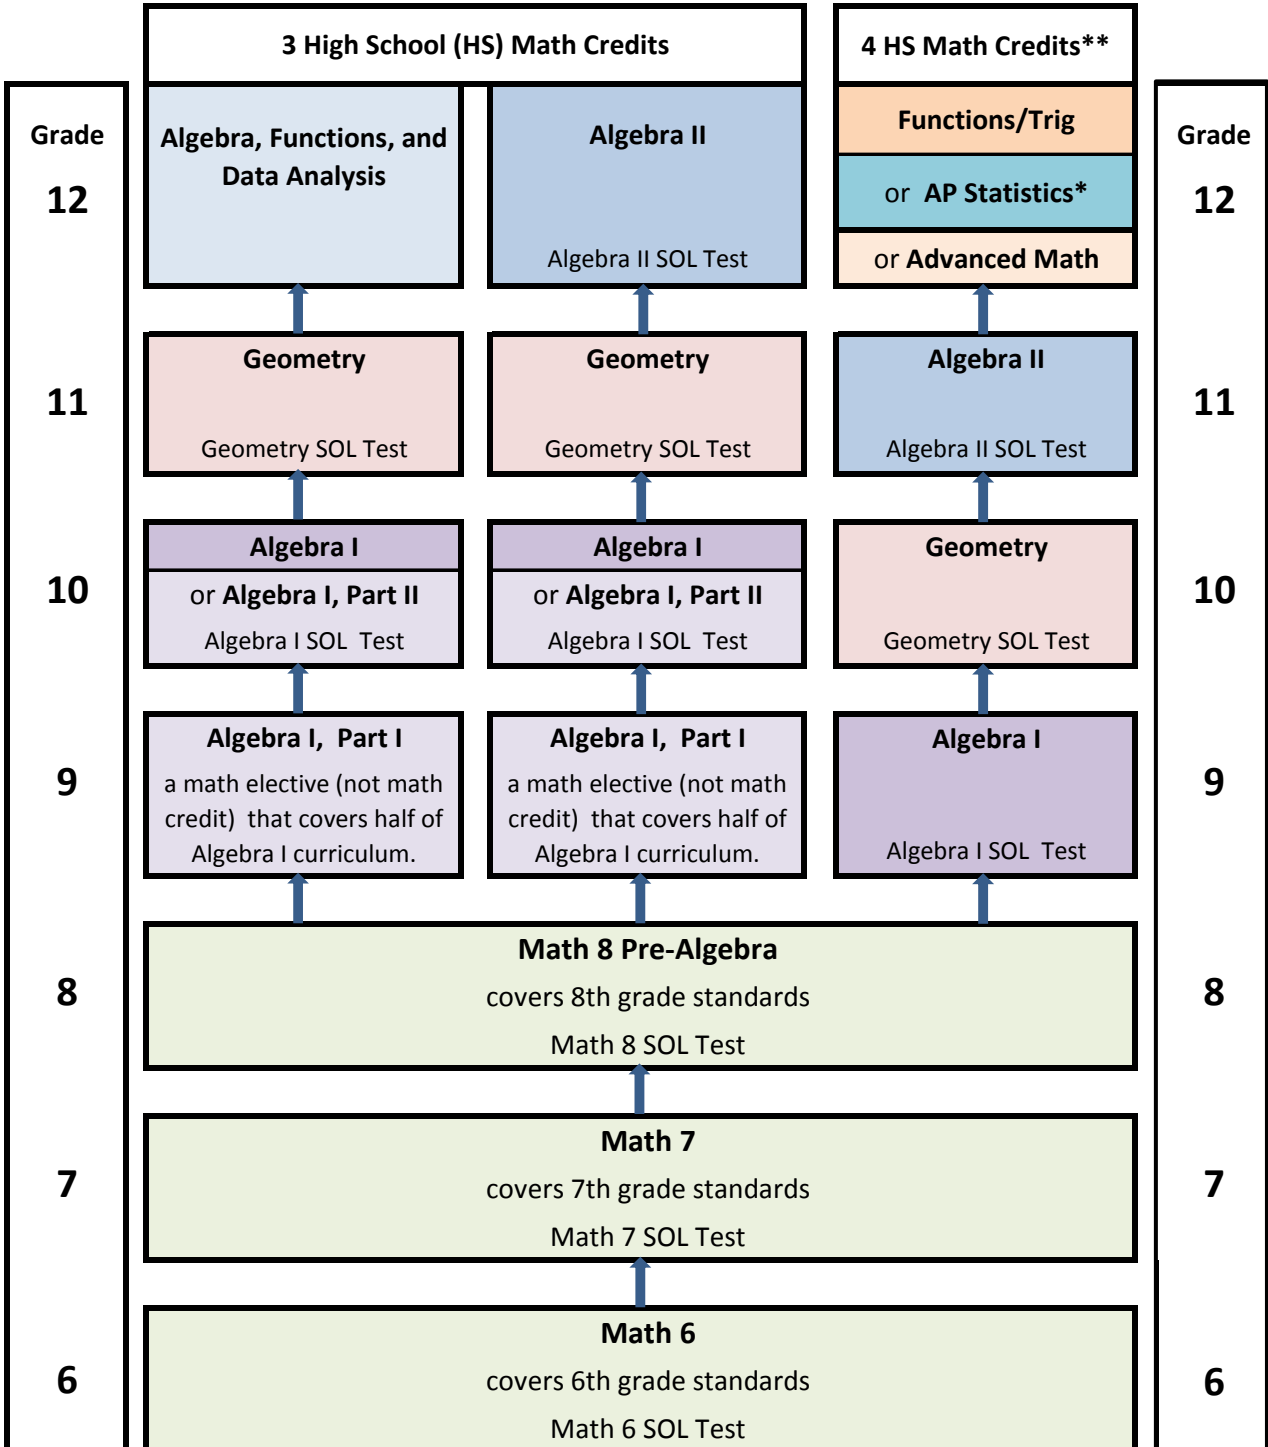 3 High School (HS) Math Credits
4 HS Math Credits**
Grade
12
Algebra, Functions, and
Data Analysis
Algebra II
Algebra II SOL Test
Functions/Trig
or AP Statistics*
or Advanced Math
Grade
12
11
Geometry
Geometry SOL Test
Geometry
Geometry SOL Test
Algebra II
Algebra II SOL Test
11
10
Algebra I
or Algebra I, Part II
Algebra I SOL Test
Algebra I
or Algebra I, Part II
Algebra I SOL Test
Geometry
Geometry SOL Test
10
9
Algebra I, Part I
a math elective (not math
credit) that covers half of
Algebra I curriculum.
Algebra I, Part I
a math elective (not math
credit) that covers half of
Algebra I curriculum.
Algebra I
Algebra I SOL Test
9
8
Math 8 Pre-Algebra
covers 8th grade standards
Math 8 SOL Test
8
7
Math 7
covers 7th grade standards
Math 7 SOL Test
7
6
Math 6
covers 6th grade standards
Math 6 SOL Test
6